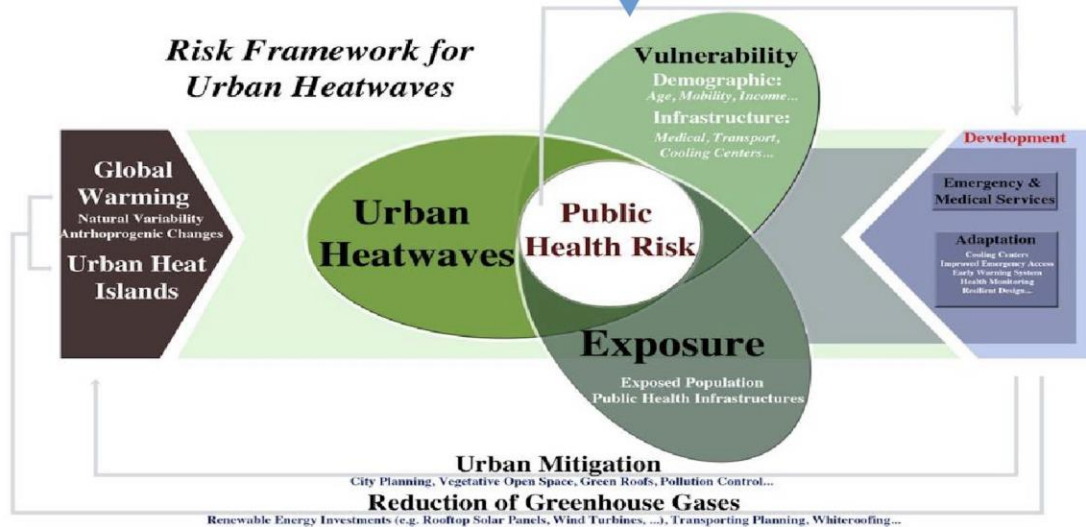 Risk Framework for
Urban Heatwaves
Global
Warming
Natural Variability
Antrhoprogenic Changes
Urban Heat
Islands
Urban
Heatwaves
Public
Health Risk
Vulnerability
Demographic:
Age, Mobility, Income...
Infrastructure:
Medical, Transport,
Cooling Centers...
Exposure
Exposed Population
Public Health Infrastructures
Development
Emergency &
Medical Services
Adaptation
Cooling Centers
Improved Emergency Access
Early Warning System
Health Monitoring
Resilient Design...
Urban Mitigation
City Planning, Vegetative Open Space, Green Roofs, Pollution Control...
Reduction of Greenhouse Gases
Renewable Energy Investments (e.g. Rooftop Solar Panels, Wind Turbines, ...), Transporting Planning, Whiteroofing...